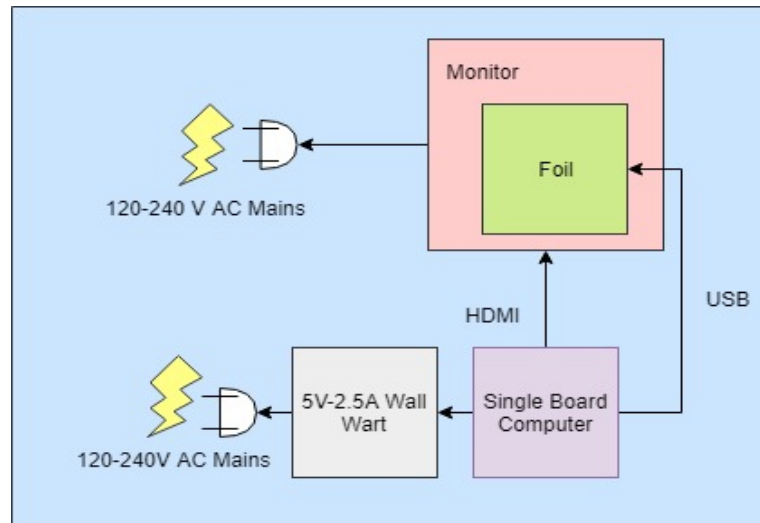 Monitor
Foil
120-240 V AC Mains
HDMI
USB
5V-2.5A Wall
Wart
Single Board
Computer
120-240V AC Mains